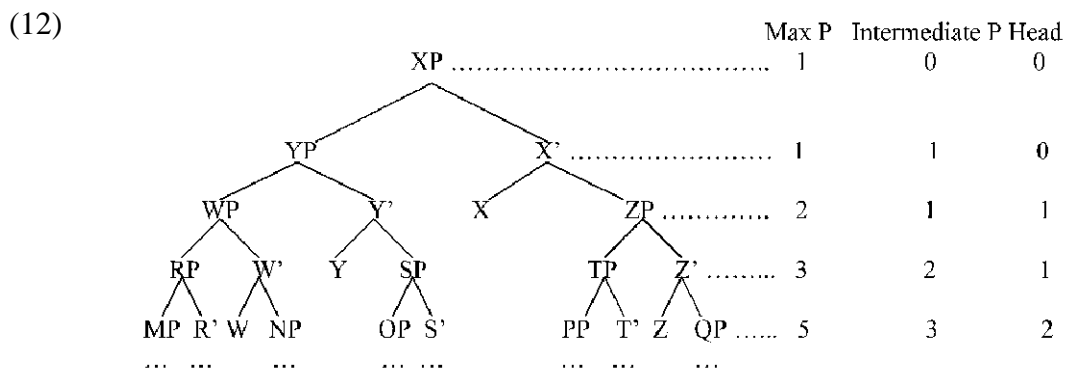 (12)
Max P Intermediate P Head
XP ................................... 1 0 0
YP X' ...................... 1 1 0
WP Y' X ZP ............ 2 1 1
RP W' Y SP TP Z' ........ 3 2 1
MP R' W NP OP S' PP T' Z QP ...... 5 3 2
... ... ... ... ... ... ... ...